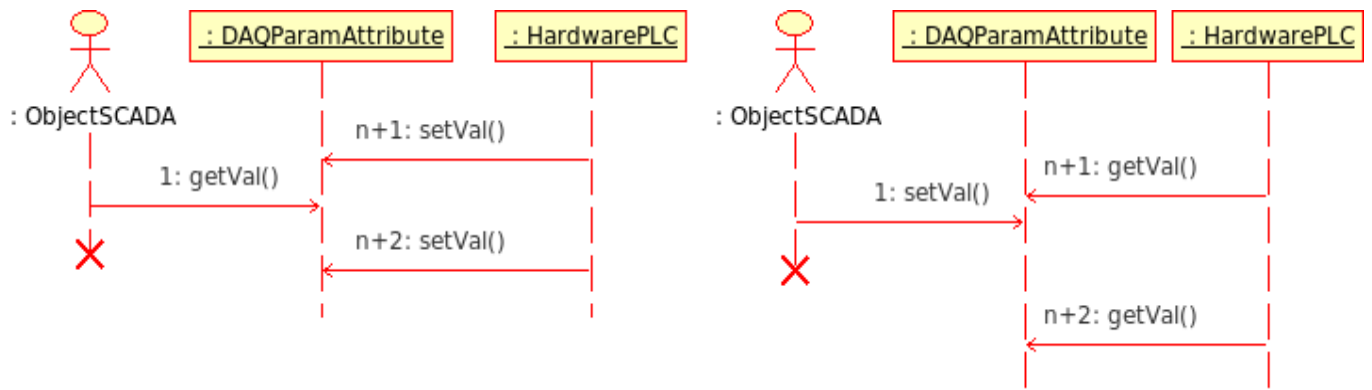 : DAQParamAttribute
: HardwarePLC
: ObjectSCADA
n+1: setVal()
1: getVal()
n+2: setVal()
: DAQParamAttribute
: HardwarePLC
: ObjectSCADA
n+1: getVal()
1: setVal()
n+2: getVal()